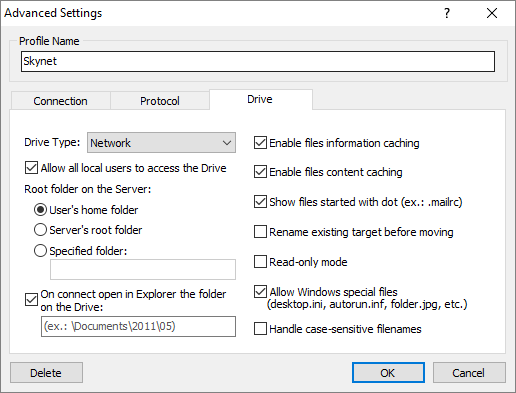 Advanced Settings
?
Profile Name
Skynet
Connection
Protocol
Drive
Drive Type: Network
Allow all local users to access the Drive
Root folder on the Server:
User's home folder
Server's root folder
Specified folder:
On connect open in Explorer the folder
on the Drive:
(ex.: \Documents\2011\05)
Enable files information caching
Enable files content caching
Show files started with dot (ex.: .mailrc)
Rename existing target before moving
Read-only mode
Allow Windows special files
(desktop.ini, autorun.inf, folder.jpg, etc.)
Handle case-sensitive filenames
Delete
OK
Cancel